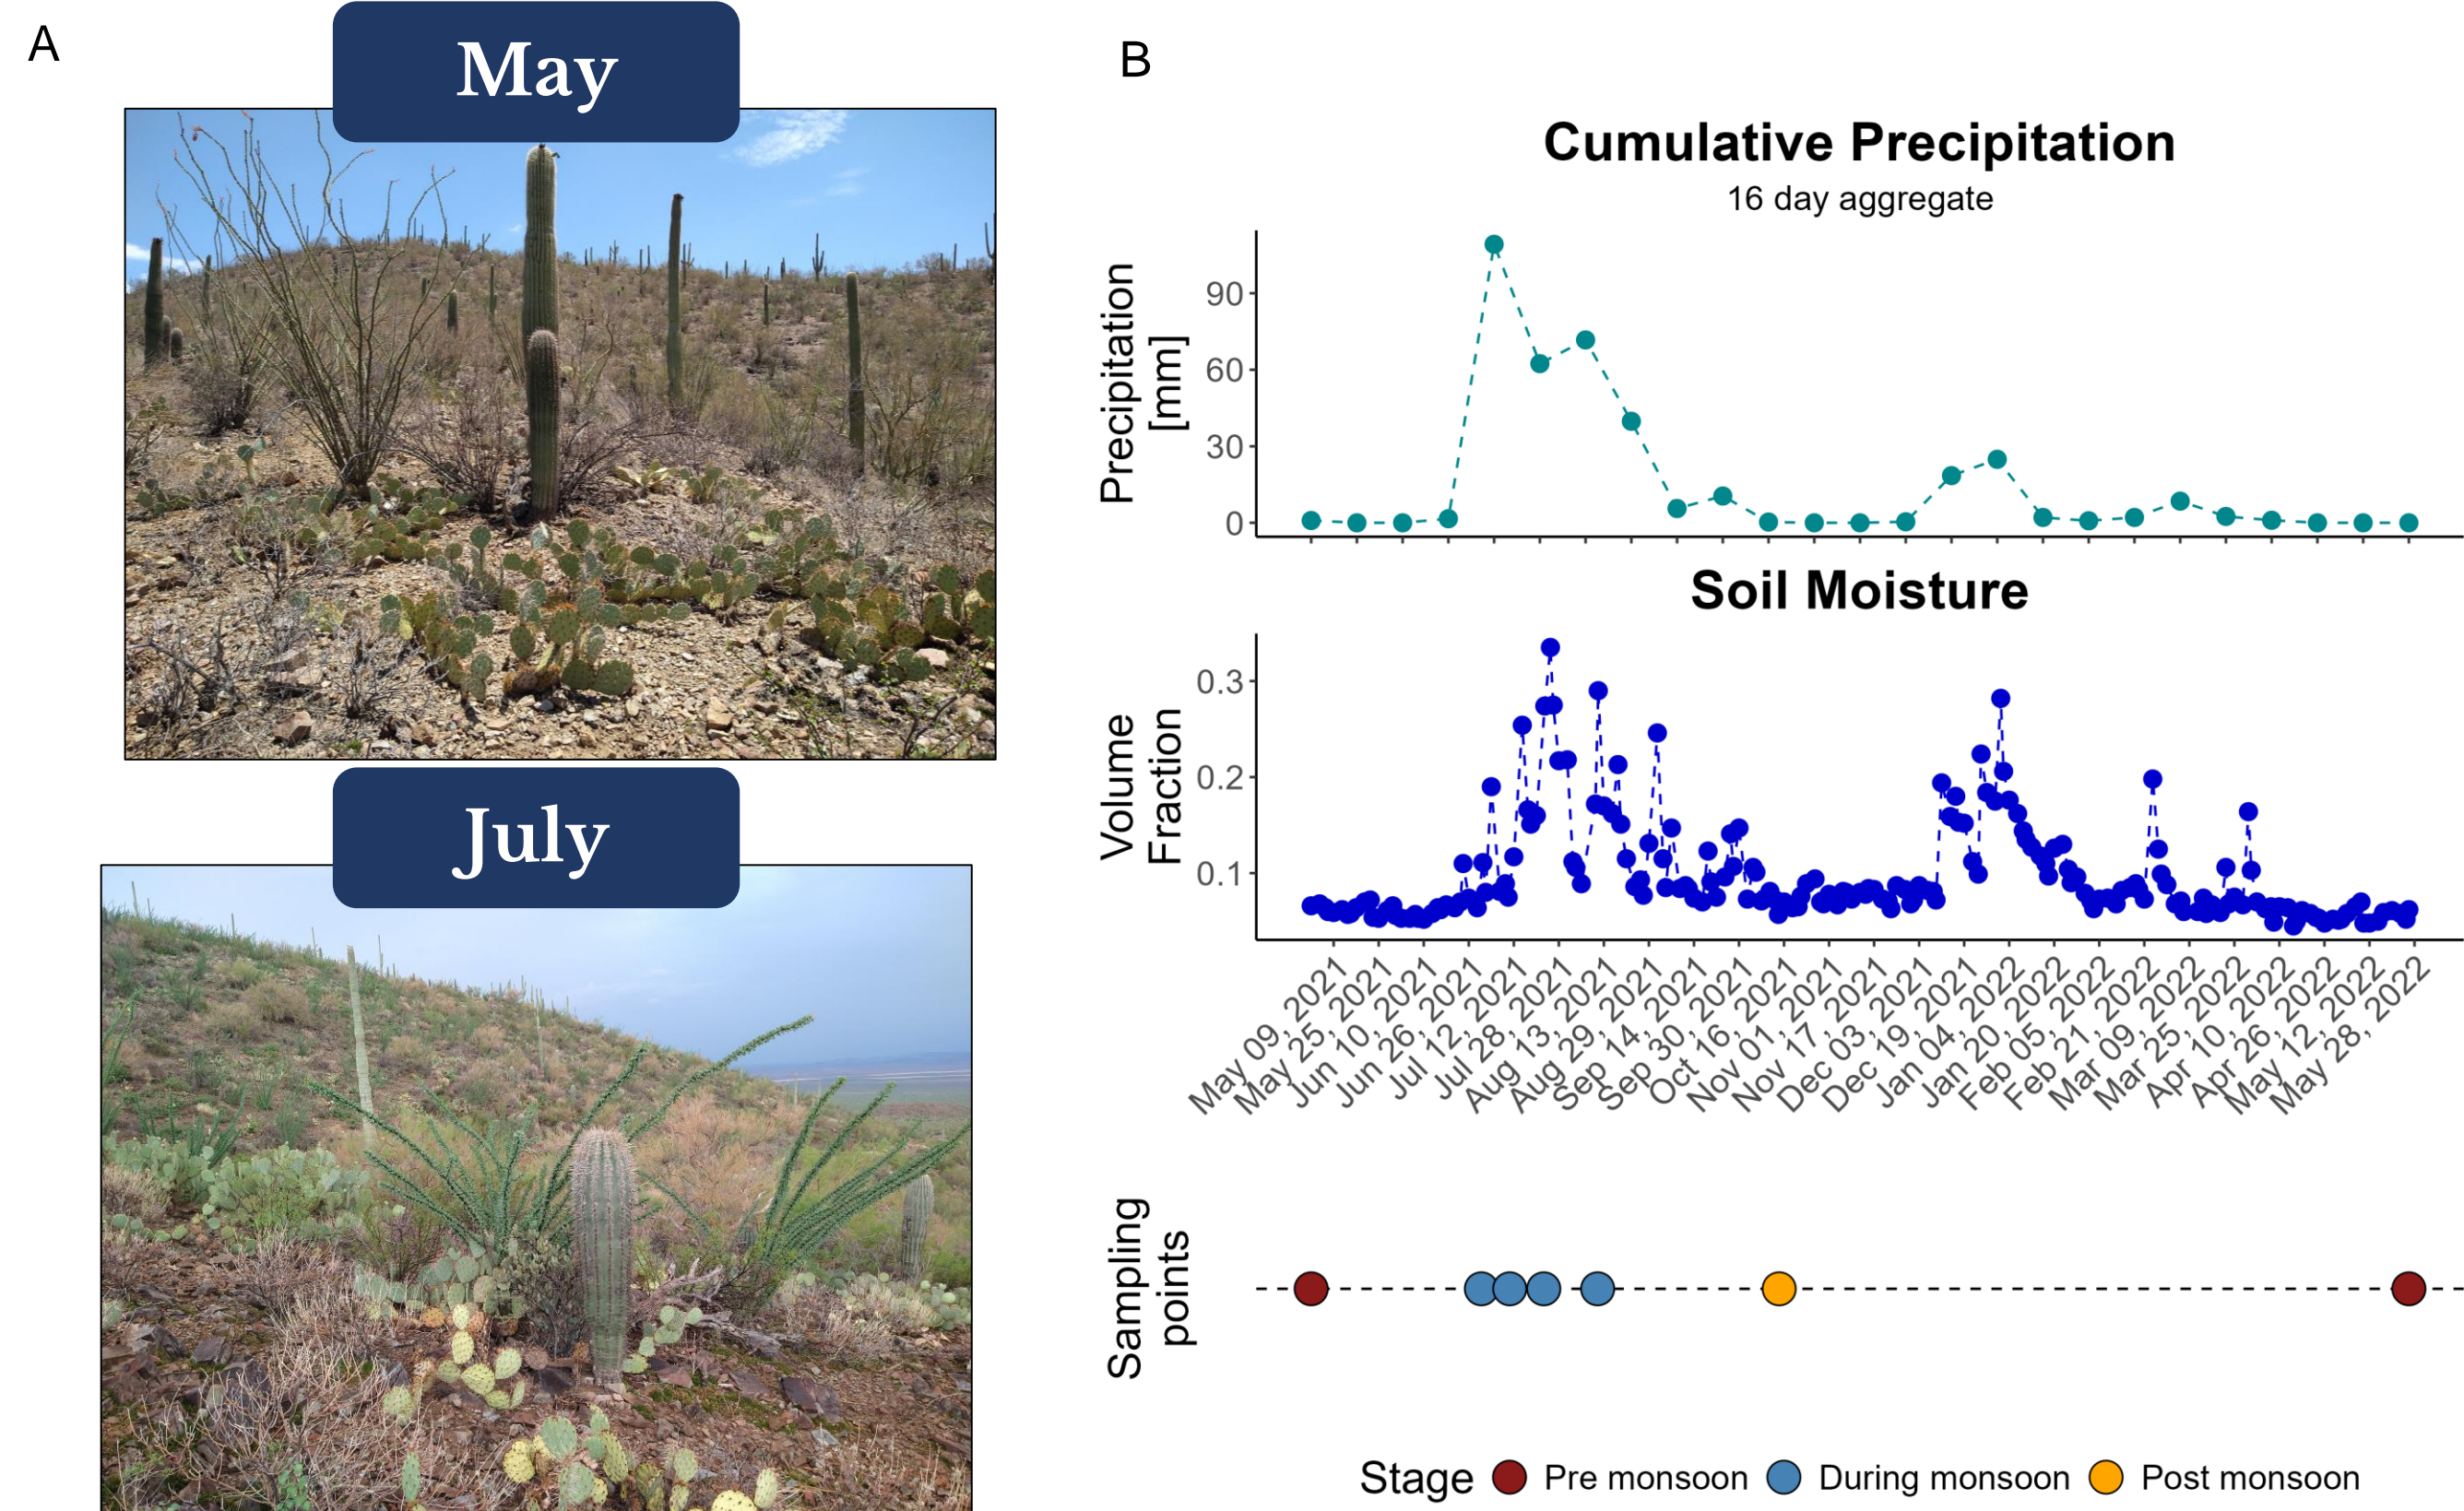 A
May
July
B
Cumulative Precipitation
16 day aggregate
Precipitation
[mm]
90
60
30
0
Soil Moisture
Volume
Fraction
0.3
0.2
0.1
May 09, 2021
May 25, 2021
Jun 10, 2021
Jun 26, 2021
Jul 12, 2021
Jul 28, 2021
Aug 13, 2021
Aug 29, 2021
Sep 14, 2021
Sep 30, 2021
Oct 16, 2021
Nov 01, 2021
Nov 17, 2021
Dec 03, 2021
Dec 19, 2021
Jan 04, 2022
Jan 20, 2022
Feb 05, 2022
Feb 21, 2022
Mar 09, 2022
Mar 25, 2022
Apr 10, 2022
Apr 26, 2022
May 12, 2022
May 28, 2022
Sampling
points
Stage
Pre monsoon
During monsoon
Post monsoon